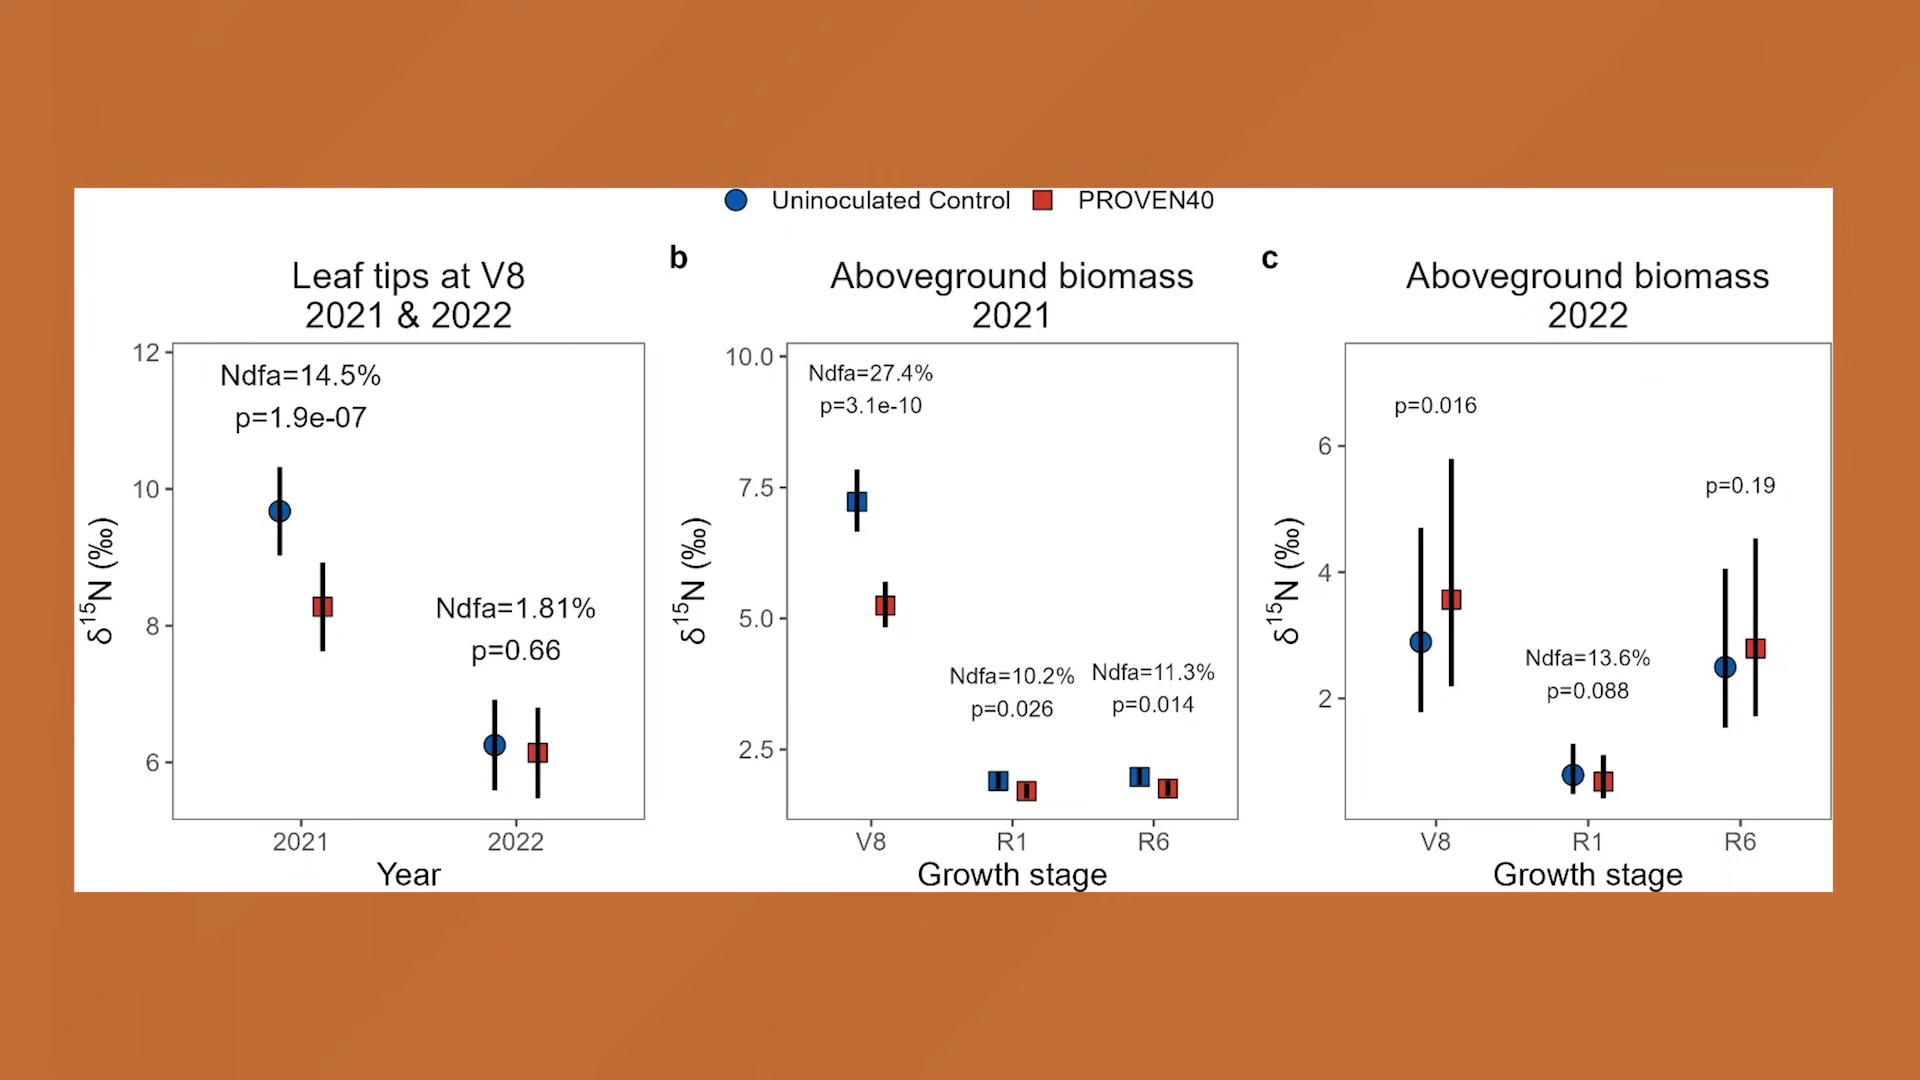 Uninoculated Control PROVEN40
Leaf tips at V8
2021 & 2022
12
10
8
6
δ15N (‰)
Ndfa=14.5%
p=1.9e-07
Ndfa=1.81%
p=0.66
2021 2022
Year
b
Aboveground biomass
2021
10.0
7.5
5.0
2.5
δ15N (‰)
Ndfa=27.4%
p=3.1e-10
Ndfa=10.2%
p=0.026
Ndfa=11.3%
p=0.014
V8 R1 R6
Growth stage
c
Aboveground biomass
2022
6
4
2
δ15N (‰)
p=0.016
Ndfa=13.6%
p=0.088
p=0.19
V8 R1 R6
Growth stage